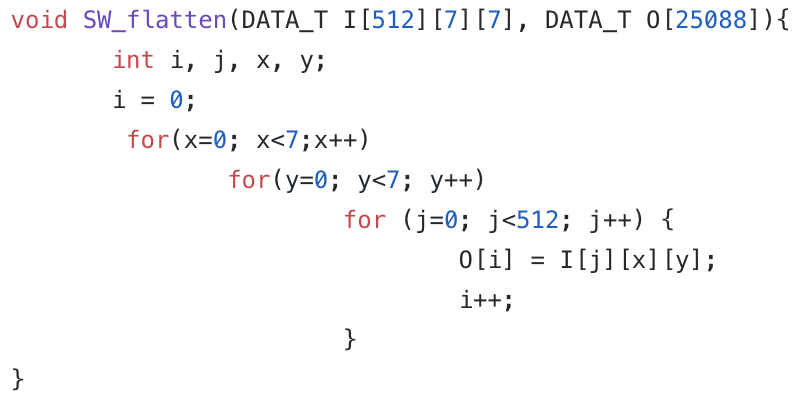 void SW_flatten(DATA_T I[512][7][7], DATA_T O[25088]){
int i, j, x, y;
i = 0;
for(x=0; x<7;x++)
for(y=0; y<7; y++)
for (j=0; j<512; j++) {
O[i] = I[j][x][y];
i++;
}
}